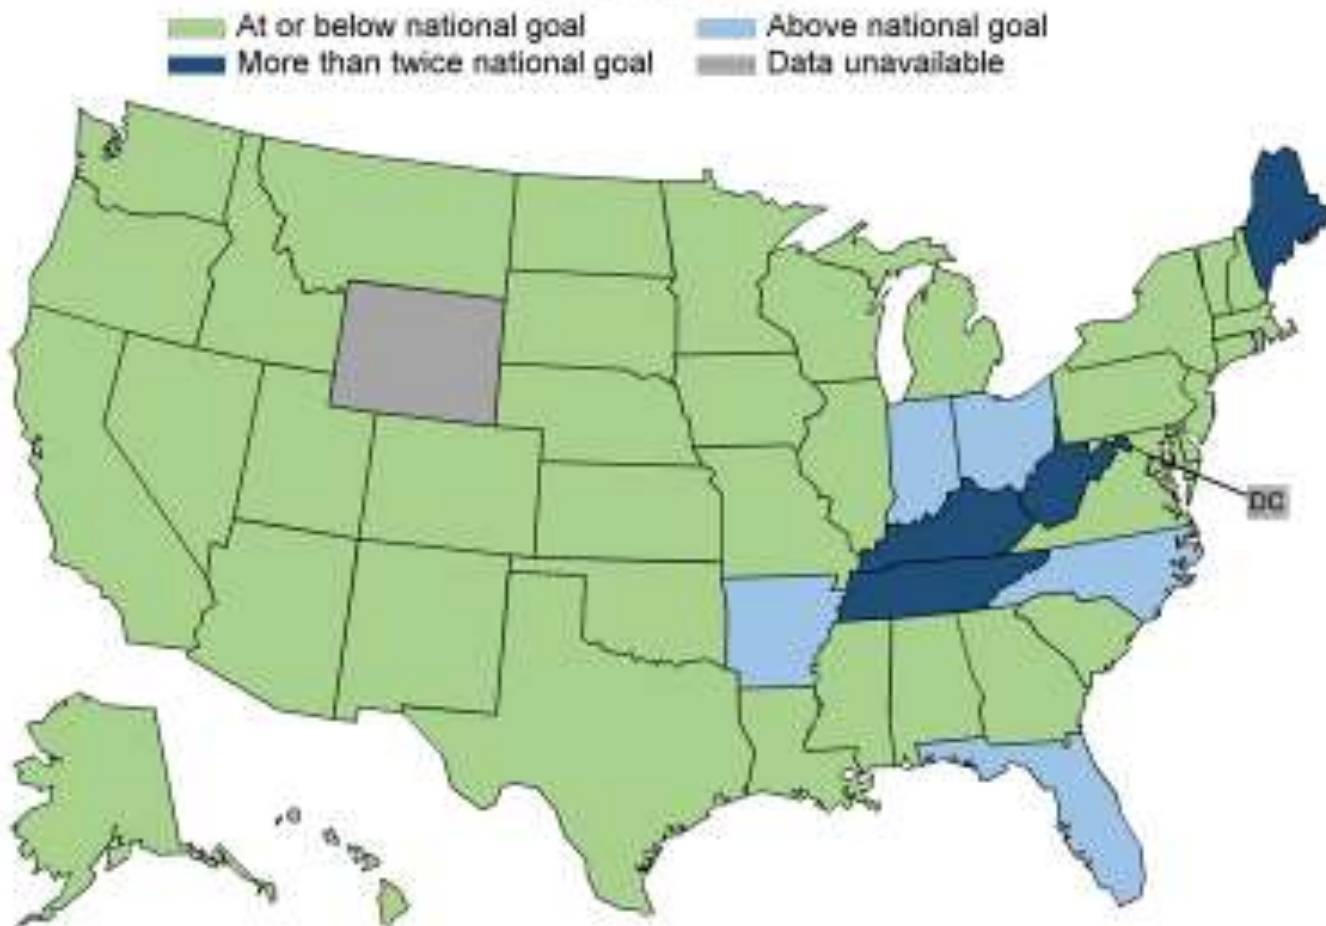 At or below national goal
Above national goal
More than twice national goal
Data unavailable
DC